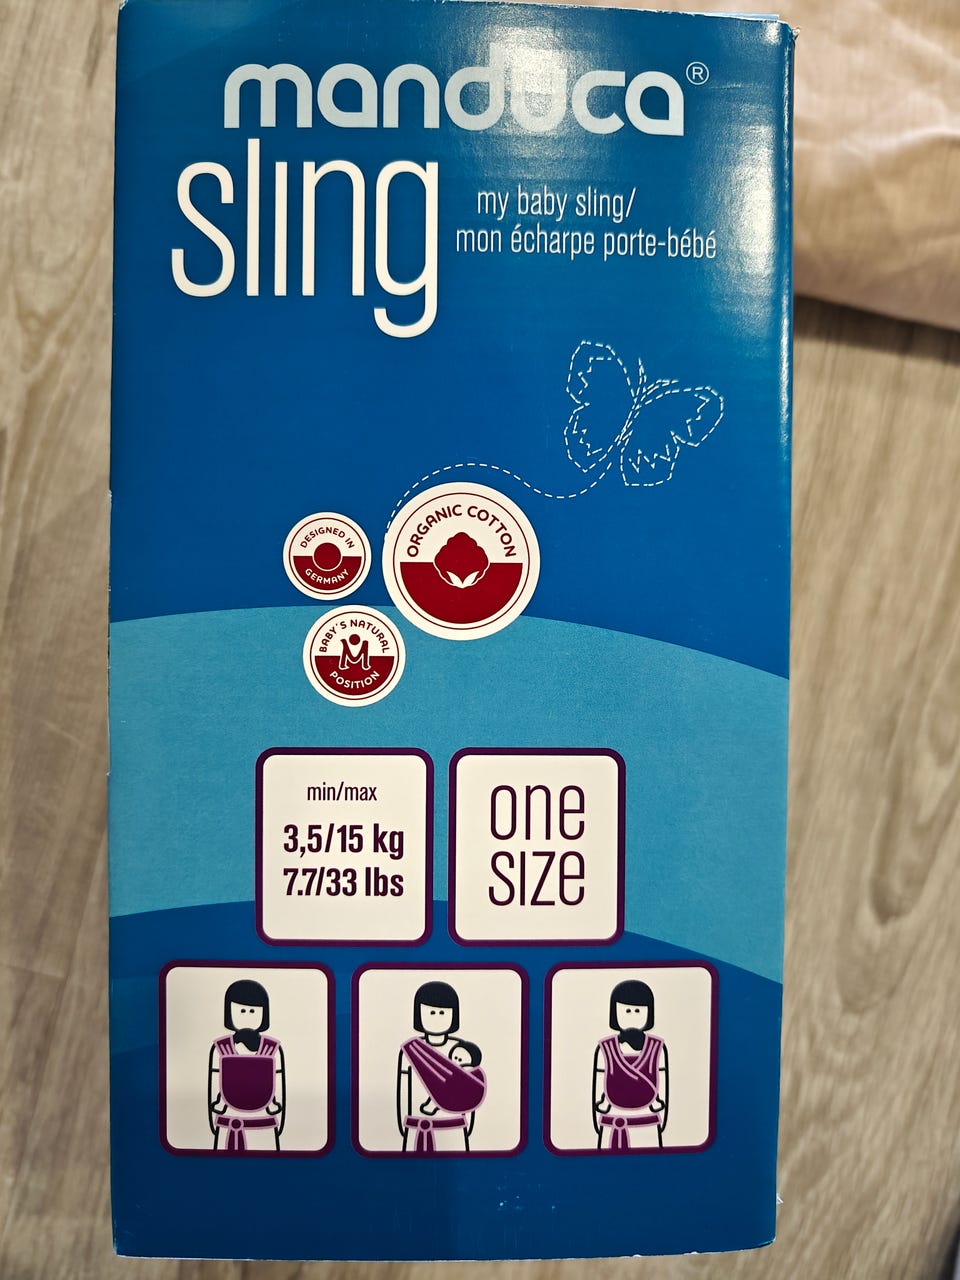 manduca®
sling
my baby sling/
mon écharpe porte-bébé
ORGANIC COTTON
DESIGNED IN
GERMANY
BABY'S NATURAL
M
POSITION
min/max
3,5/15 kg
7.7/33 lbs
one
size